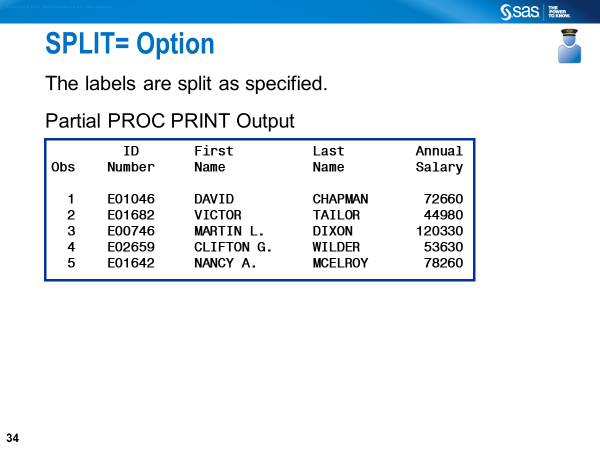 sas THE POWER TO KNOW.
SPLIT= Option
The labels are split as specified.
Partial PROC PRINT Output
ID First Last Annual
Obs Number Name Name Salary
1 E01046 DAVID CHAPMAN 72660
2 E01682 VICTOR TAILOR 44980
3 E00746 MARTIN L. DIXON 120330
4 E02659 CLIFTON G. WILDER 53630
5 E01642 NANCY A. MCELROY 78260
34